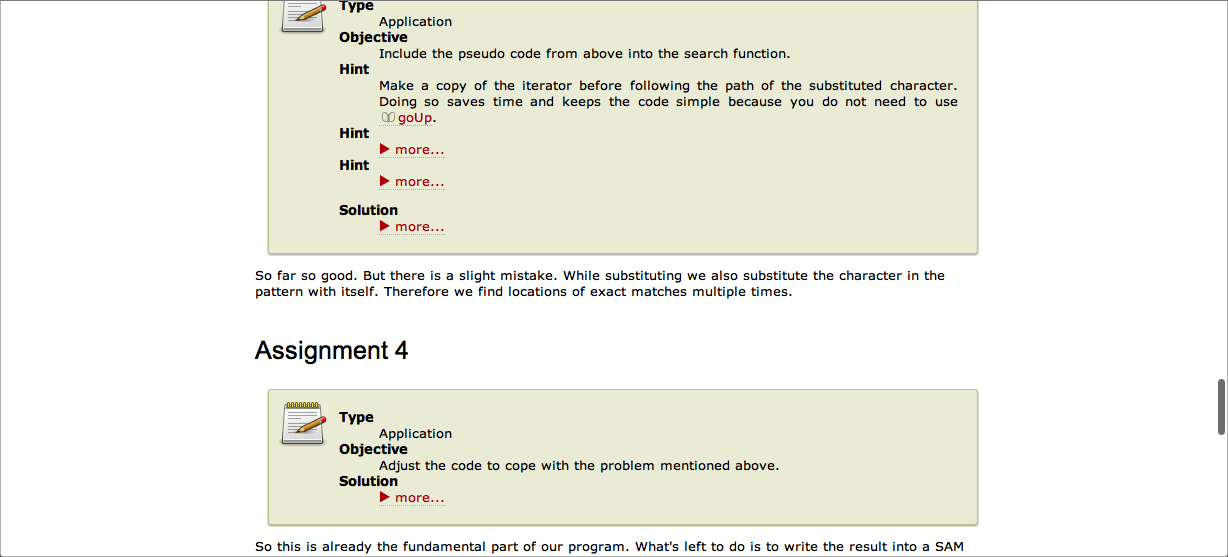 Type
Application
Objective
Include the pseudo code from above into the search function.
Hint
Make a copy of the iterator before following the path of the substituted character.
Doing so saves time and keeps the code simple because you do not need to use
goUp.
Hint
more...
Hint
more...
Solution
more...
So far so good. But there is a slight mistake. While substituting we also substitute the character in the
pattern with itself. Therefore we find locations of exact matches multiple times.
Assignment 4
Type
Application
Objective
Adjust the code to cope with the problem mentioned above.
Solution
more...
So this is already the fundamental part of our program. What's left to do is to write the result into a SAM